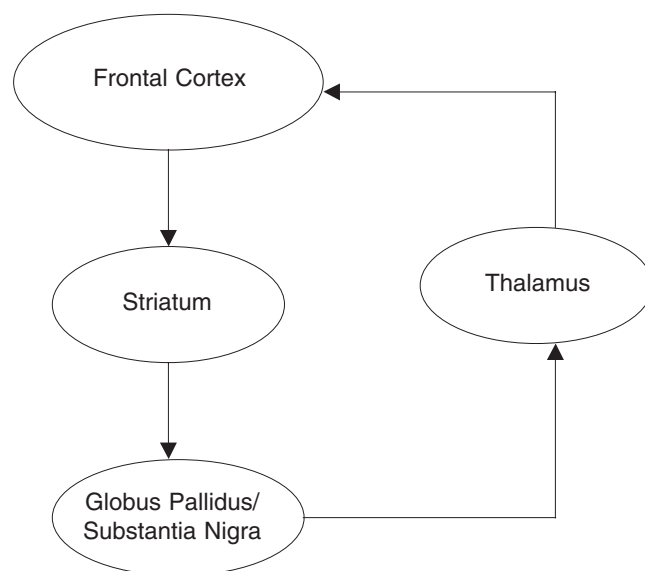 Frontal Cortex
Striatum
Thalamus
Globus Pallidus/
Substantia Nigra